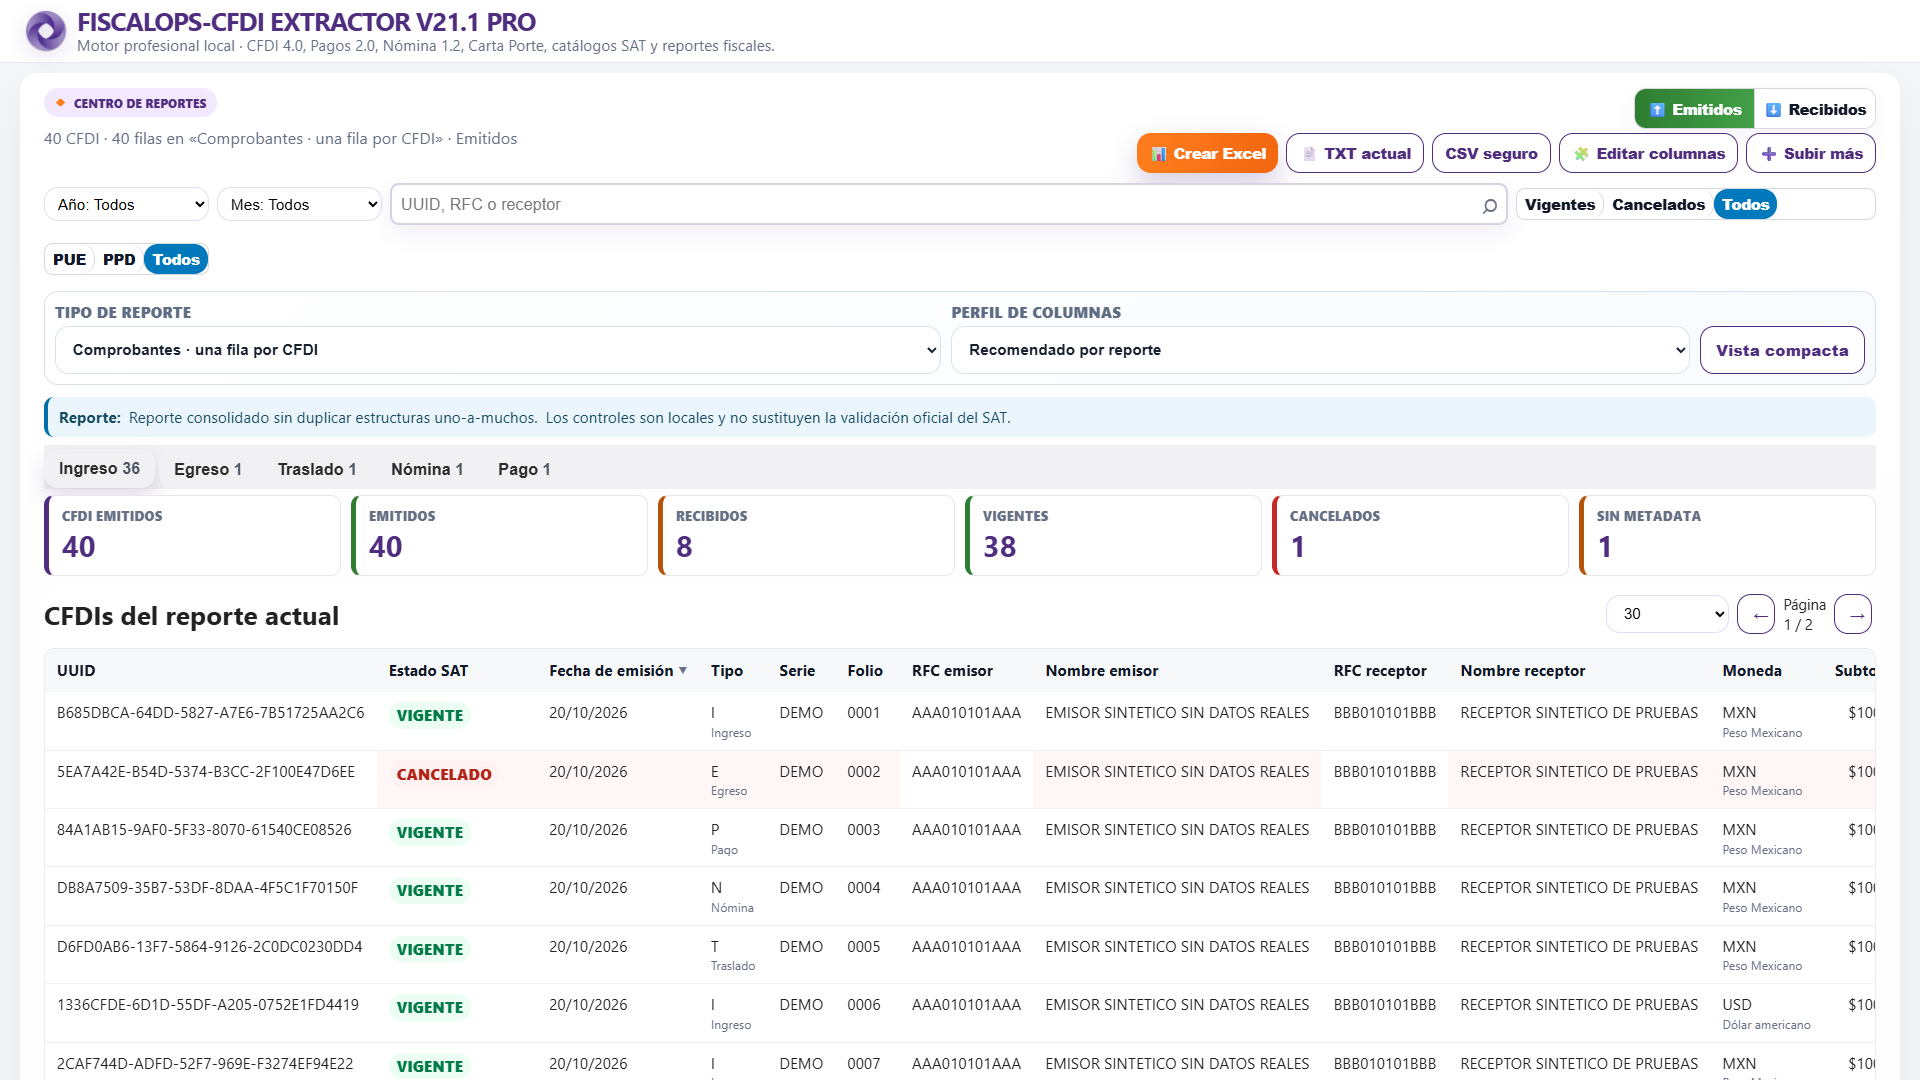 FISCALOPS-CFDI EXTRACTOR V21.1 PRO
Motor profesional local · CFDI 4.0, Pagos 2.0, Nómina 1.2, Carta Porte, catálogos SAT y reportes fiscales.
CENTRO DE REPORTES
Emitidos Recibidos
40 CFDI · 40 filas en «Comprobantes · una fila por CFDI» · Emitidos
Crear Excel TXT actual CSV seguro Editar columnas Subir más
Año: Todos Mes: Todos UUID, RFC o receptor Vigentes Cancelados Todos
PUE PPD Todos
TIPO DE REPORTE PERFIL DE COLUMNAS
Comprobantes · una fila por CFDI Recomendado por reporte Vista compacta
Reporte: Reporte consolidado sin duplicar estructuras uno-a-muchos. Los controles son locales y no sustituyen la validación oficial del SAT.
Ingreso 36 Egreso 1 Traslado 1 Nómina 1 Pago 1
CFDI EMITIDOS EMITIDOS RECIBIDOS VIGENTES CANCELADOS SIN METADATA
40 40 8 38 1 1
CFDIs del reporte actual 30 ← Página 1 / 2 →
UUID Estado SAT Fecha de emisión Tipo Serie Folio RFC emisor Nombre emisor RFC receptor Nombre receptor Moneda Subto
B685DBCA-64DD-5827-A7E6-7B51725AA2C6 VIGENTE 20/10/2026 I DEMO 0001 AAA010101AAA EMISOR SINTETICO SIN DATOS REALES BBB010101BBB RECEPTOR SINTETICO DE PRUEBAS MXN $100
Ingreso Peso Mexicano
5EA7A42E-B54D-5374-B3CC-2F100E47D6EE CANCELADO 20/10/2026 E DEMO 0002 AAA010101AAA EMISOR SINTETICO SIN DATOS REALES BBB010101BBB RECEPTOR SINTETICO DE PRUEBAS MXN $100
Egreso Peso Mexicano
84A1AB15-9AF0-5F33-8070-61540CE08526 VIGENTE 20/10/2026 P DEMO 0003 AAA010101AAA EMISOR SINTETICO SIN DATOS REALES BBB010101BBB RECEPTOR SINTETICO DE PRUEBAS MXN $100
Pago Peso Mexicano
DB8A7509-35B7-53DF-8DAA-4F5C1F70150F VIGENTE 20/10/2026 N DEMO 0004 AAA010101AAA EMISOR SINTETICO SIN DATOS REALES BBB010101BBB RECEPTOR SINTETICO DE PRUEBAS MXN $100
Nómina Peso Mexicano
D6FD0AB6-13F7-5864-9126-2C0DC0230DD4 VIGENTE 20/10/2026 T DEMO 0005 AAA010101AAA EMISOR SINTETICO SIN DATOS REALES BBB010101BBB RECEPTOR SINTETICO DE PRUEBAS MXN $100
Traslado Peso Mexicano
1336CFDE-6D1D-55DF-A205-0752E1FD4419 VIGENTE 20/10/2026 I DEMO 0006 AAA010101AAA EMISOR SINTETICO SIN DATOS REALES BBB010101BBB RECEPTOR SINTETICO DE PRUEBAS USD $100
Ingreso Dólar americano
2CAF744D-ADFD-52F7-969E-F3274EF94E22 VIGENTE 20/10/2026 I DEMO 0007 AAA010101AAA EMISOR SINTETICO SIN DATOS REALES BBB010101BBB RECEPTOR SINTETICO DE PRUEBAS MXN $100